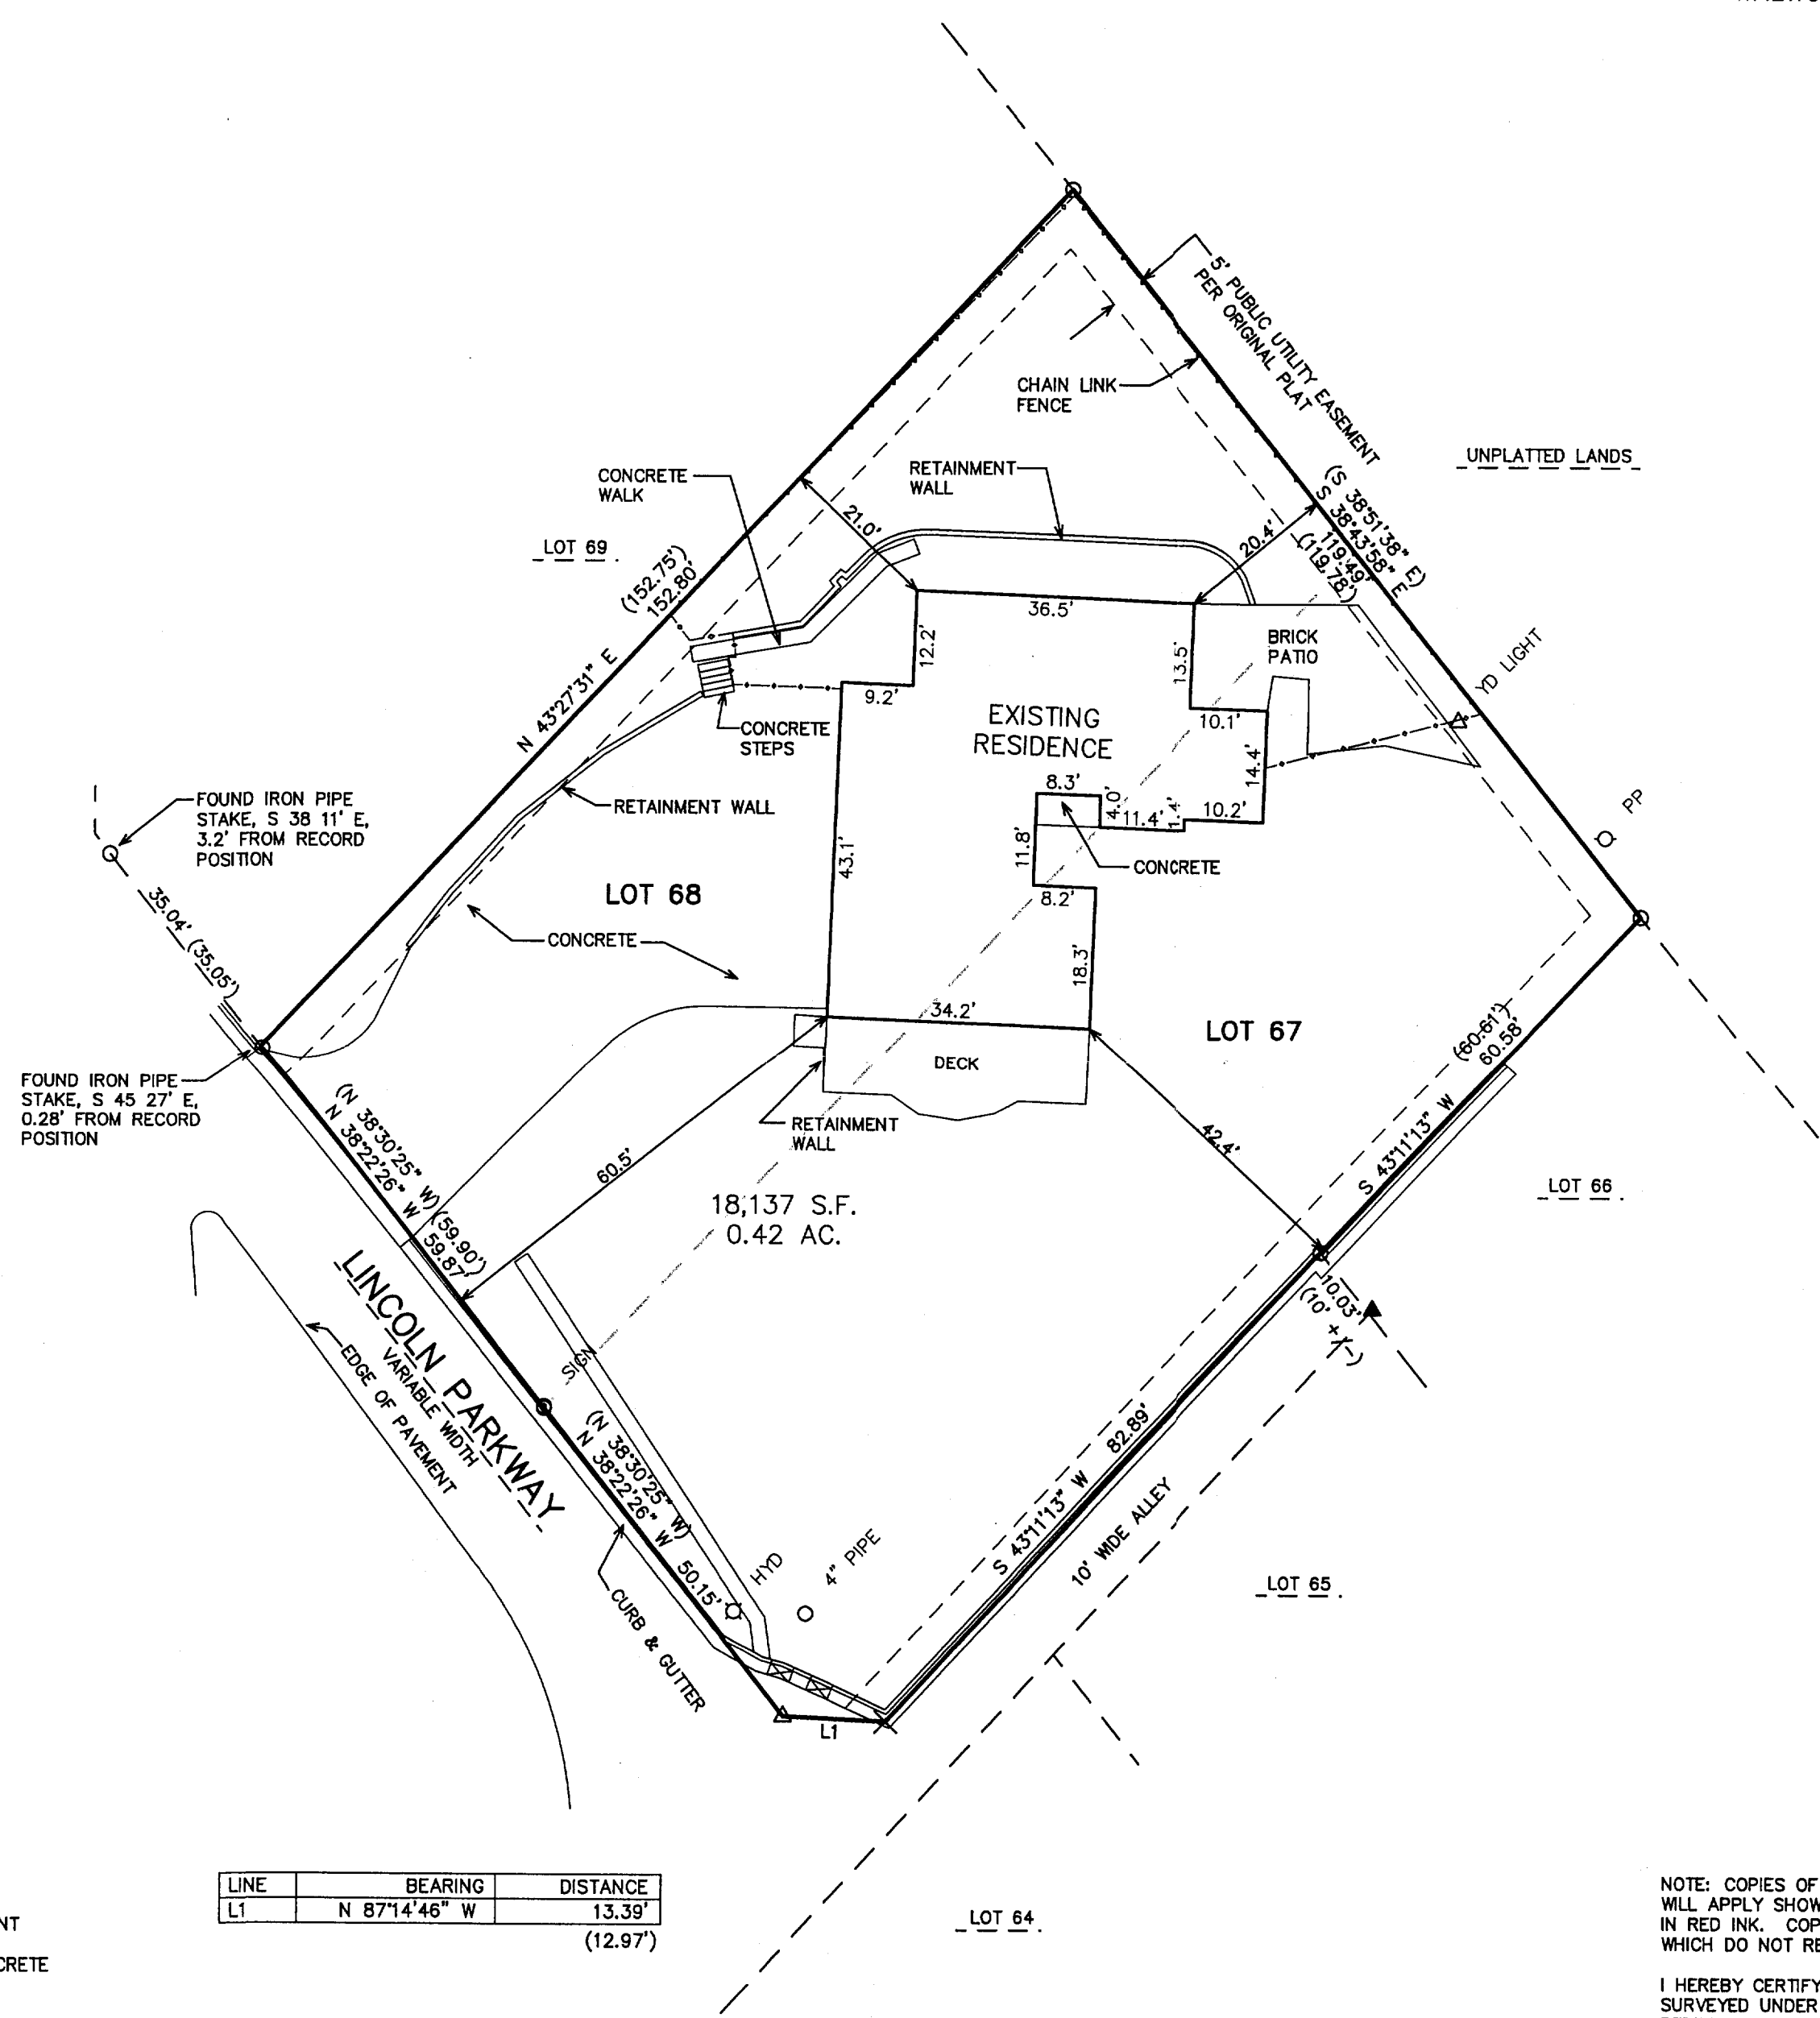 5' PUBLIC UTILITY EASEMENT
PER ORIGINAL PLAT
CHAIN LINK
FENCE
UNPLATTED LANDS
CONCRETE
WALK
RETAINMENT
WALL
21.0'
20.4'
(S 38°51'38" E)
S 38°43'58" E
119.49'
(119.78')
LOT 69
(152.75')
152.80'
N 43°27'31" E
36.5'
12.2'
13.5'
BRICK
PATIO
YD LIGHT
9.2'
10.1'
CONCRETE
STEPS
EXISTING
RESIDENCE
14.4'
8.3'
4.0'
11.4'
1.4'
10.2'
PP
FOUND IRON PIPE
STAKE, S 38 11' E,
3.2' FROM RECORD
POSITION
RETAINMENT WALL
43.1'
11.8'
CONCRETE
8.2'
LOT 68
35.04' (35.05')
CONCRETE
18.3'
34.2'
LOT 67
DECK
(60.61')
60.58'
S 43°11'13" W
FOUND IRON PIPE
STAKE, S 45 27' E,
0.28' FROM RECORD
POSITION
(N 38°30'25" W) (59.90')
N 38°22'26" W 59.87'
RETAINMENT
WALL
60.5'
42.4'
18,137 S.F.
0.42 AC.
LOT 66
10.03'
(10' +/-)
LINCOLN PARKWAY
VARIABLE WIDTH
EDGE OF PAVEMENT
SIGN
(N 38°30'25" W)
N 38°22'26" W 50.15'
S 43°11'13" W 82.89'
10' WIDE ALLEY
HYD
4" PIPE
LOT 65
CURB & GUTTER
L1
LINE BEARING DISTANCE
L1 N 87°14'46" W 13.39'
(12.97')
LOT 64
NT
CRETE
NOTE: COPIES OF
WILL APPLY SHOW
IN RED INK. COP
WHICH DO NOT RE
I HEREBY CERTIFY
SURVEYED UNDER